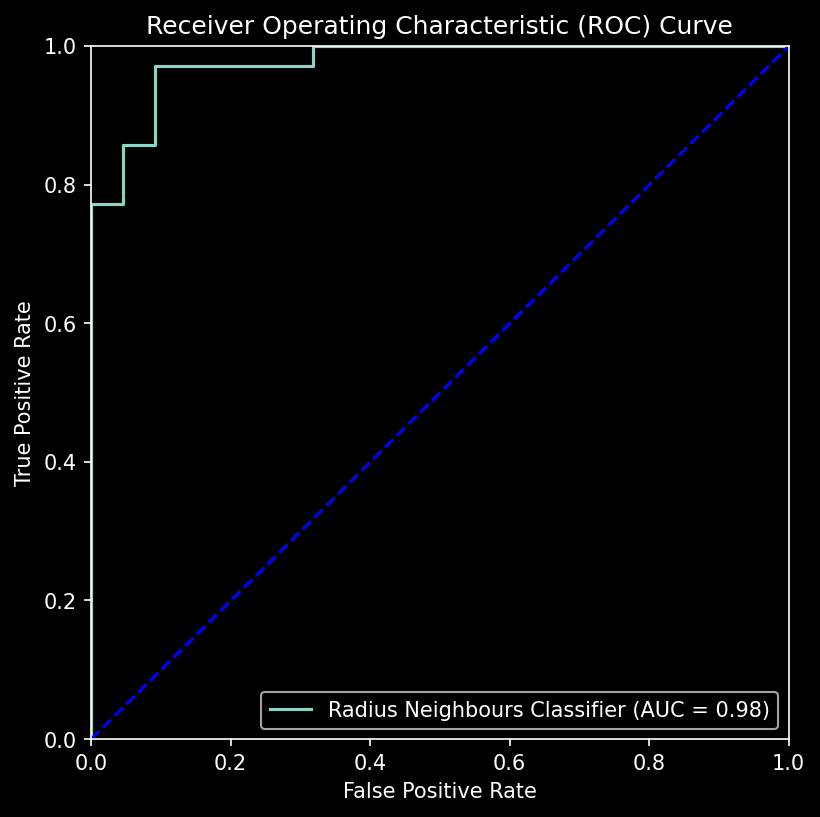 Receiver Operating Characteristic (ROC) Curve
1.0
0.8
0.6
0.4
0.2
0.0
True Positive Rate
Radius Neighbours Classifier (AUC = 0.98)
0.0 0.2 0.4 0.6 0.8 1.0
False Positive Rate